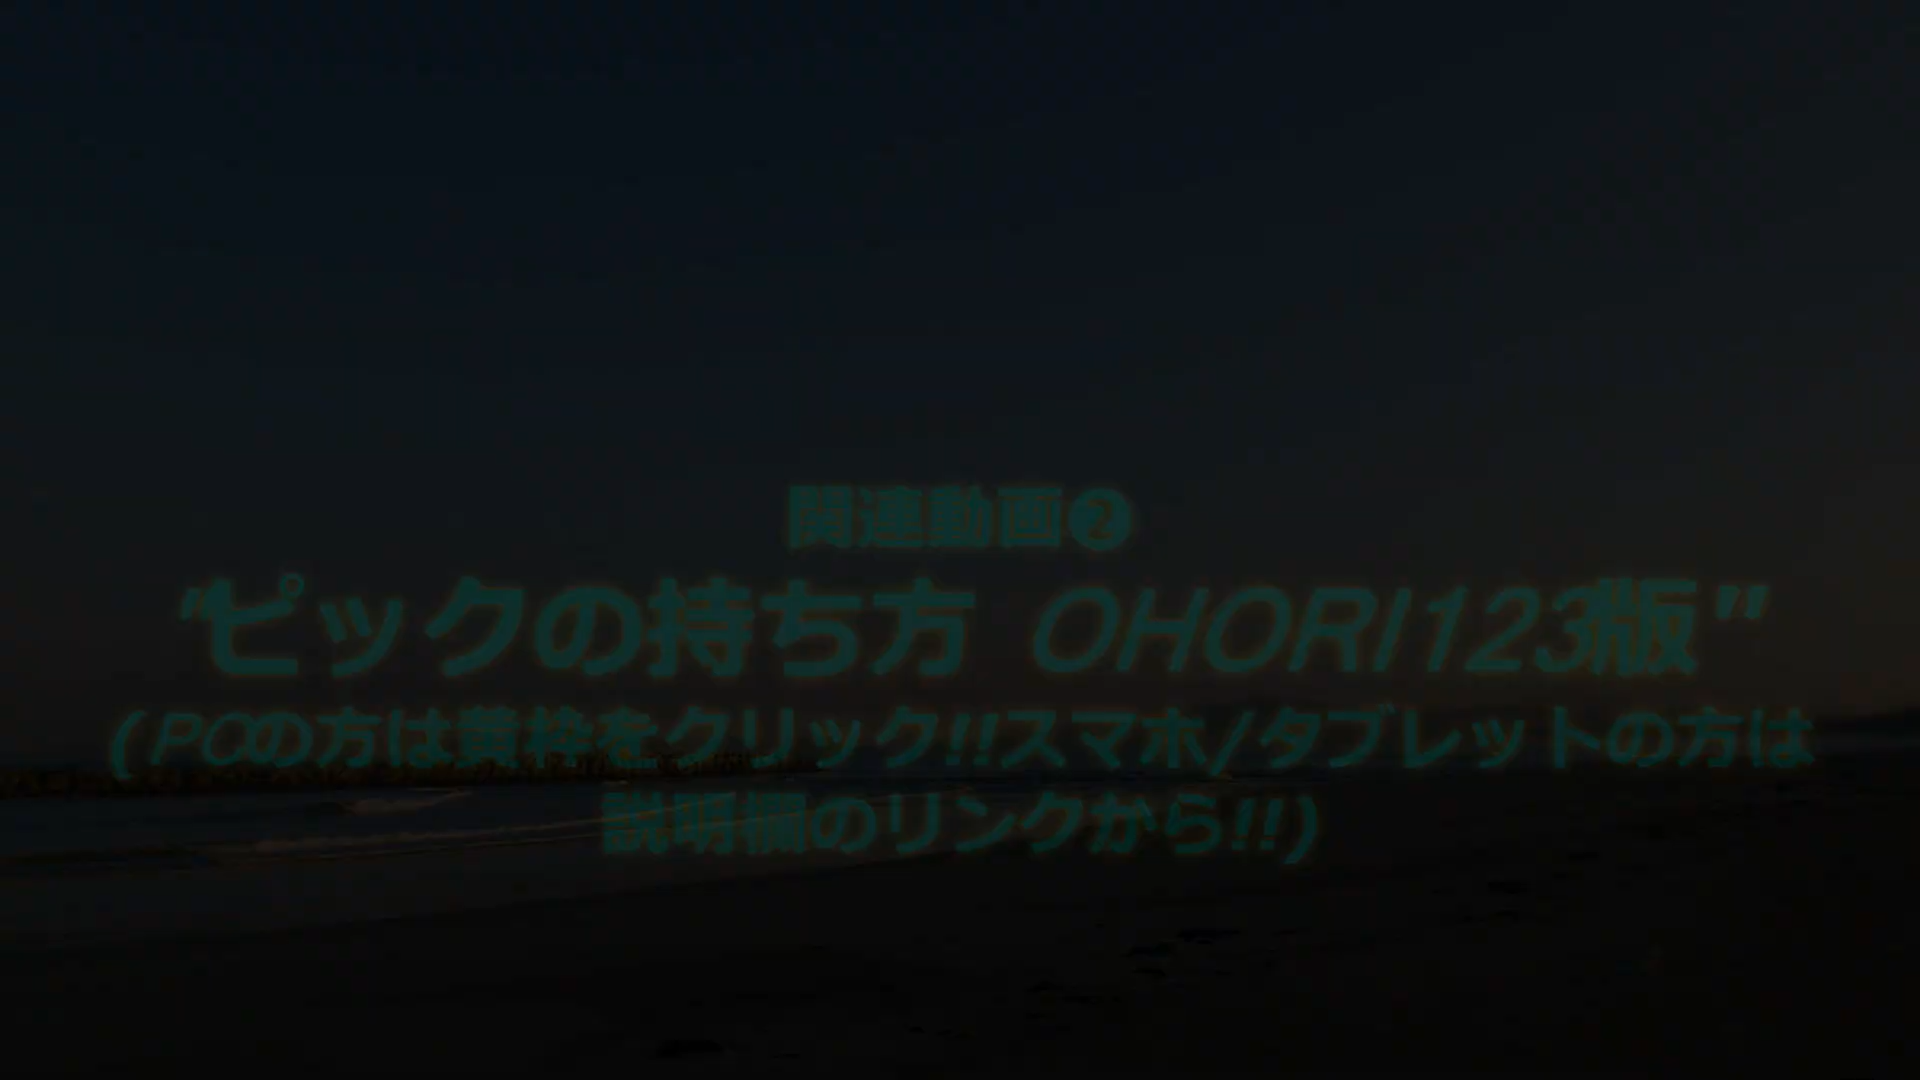 関連動画❷
"ピックの持ち方 OHORI123版"
(PCの方は黄枠をクリック!!スマホ/タブレットの方は
説明欄のリンクから!!)